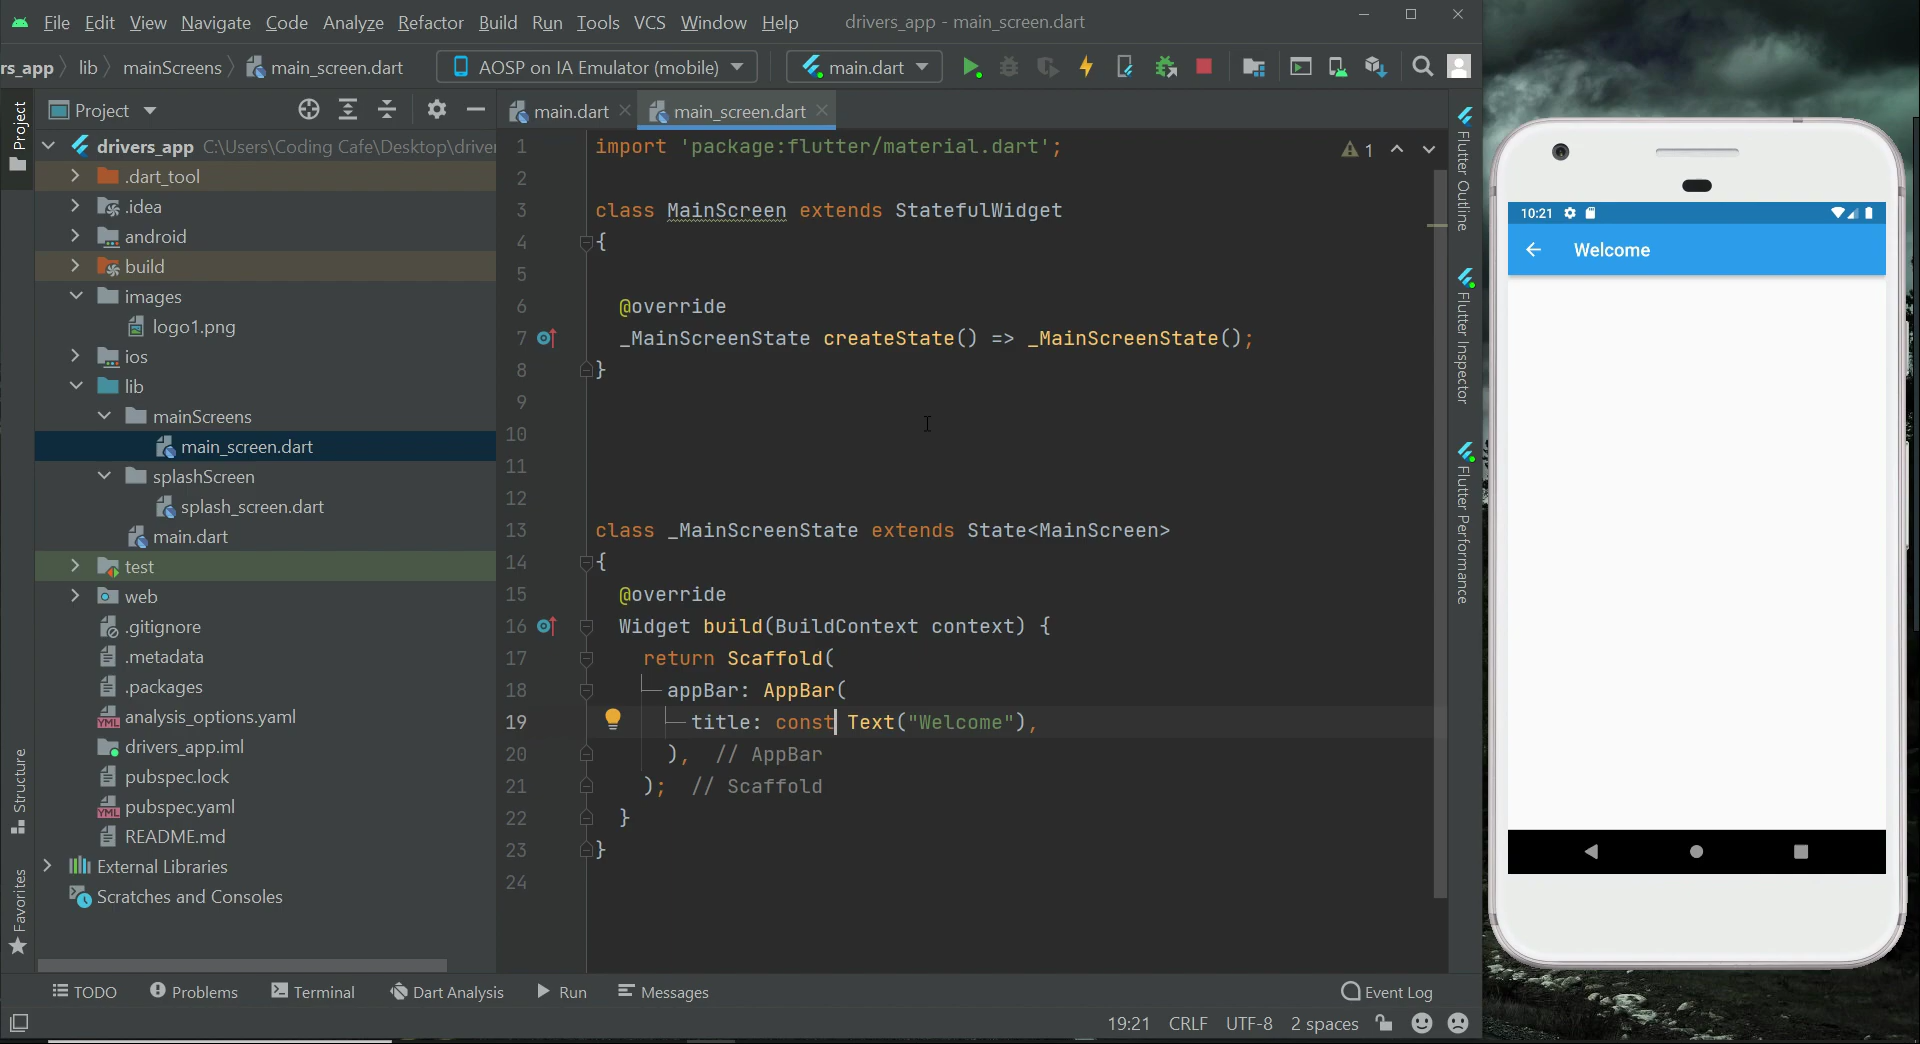 File Edit View Navigate Code Analyze Refactor Build Run Tools VCS Window Help drivers_app - main_screen.dart
rs_app lib mainScreens main_screen.dart AOSP on IA Emulator (mobile) main.dart
Project
main.dart
main_screen.dart
Project
drivers_app C:\Users\Coding Cafe\Desktop\driver
.dart_tool
.idea
android
build
images
logo1.png
ios
lib
mainScreens
main_screen.dart
splashScreen
splash_screen.dart
main.dart
test
web
.gitignore
.metadata
.packages
analysis_options.yaml
drivers_app.iml
pubspec.lock
pubspec.yaml
README.md
External Libraries
Scratches and Consoles
Structure
Favorites
1 import 'package:flutter/material.dart'; 1
2
3 class MainScreen extends StatefulWidget
4 {
5
6 @override
7 _MainScreenState createState() => _MainScreenState();
8 }
9
10
11
12
13 class _MainScreenState extends State<MainScreen>
14 {
15 @override
16 Widget build(BuildContext context) {
17 return Scaffold(
18 appBar: AppBar(
19 title: const Text("Welcome"),
20 ), // AppBar
21 ); // Scaffold
22 }
23 }
24
Flutter Outline
Flutter Inspector
Flutter Performance
10:21
Welcome
TODO Problems Terminal Dart Analysis Run Messages Event Log
19:21 CRLF UTF-8 2 spaces